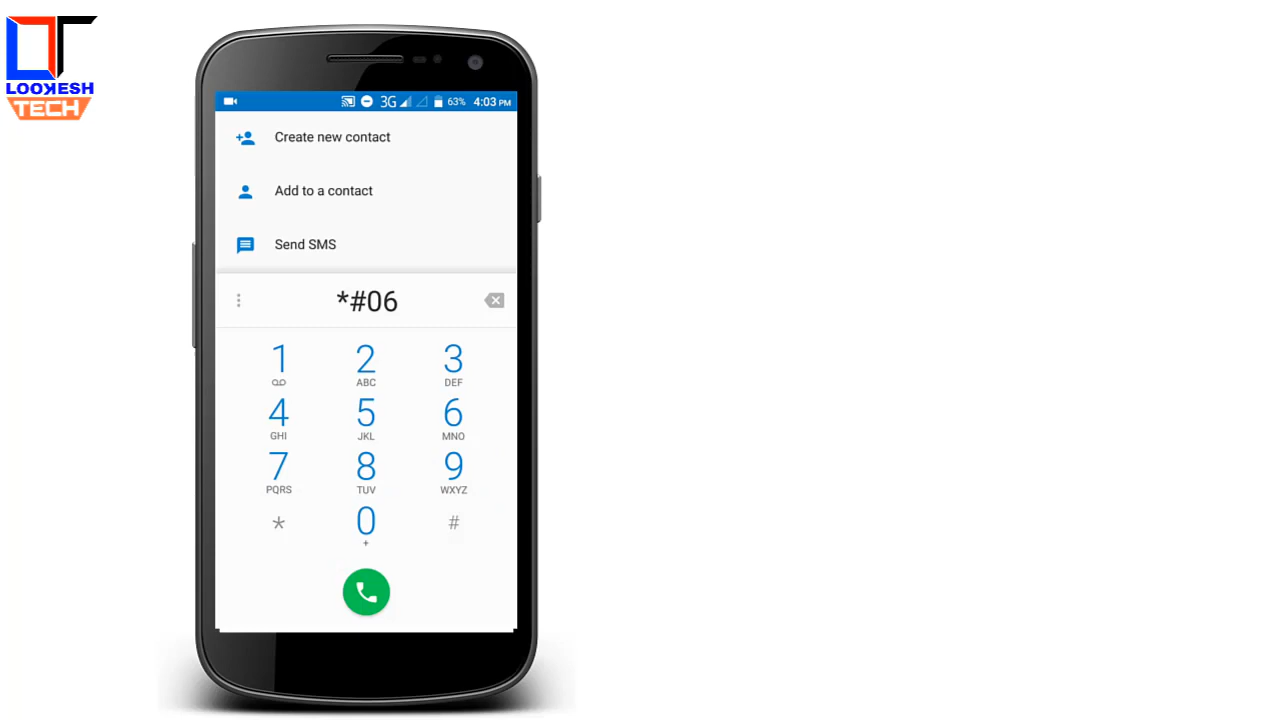 LOOKESH
TECH
3G 63% 4:03 PM
Create new contact
Add to a contact
Send SMS
*#06
1 2 3
ABC DEF
4 5 6
GHI JKL MNO
7 8 9
PQRS TUV WXYZ
* 0 #
+